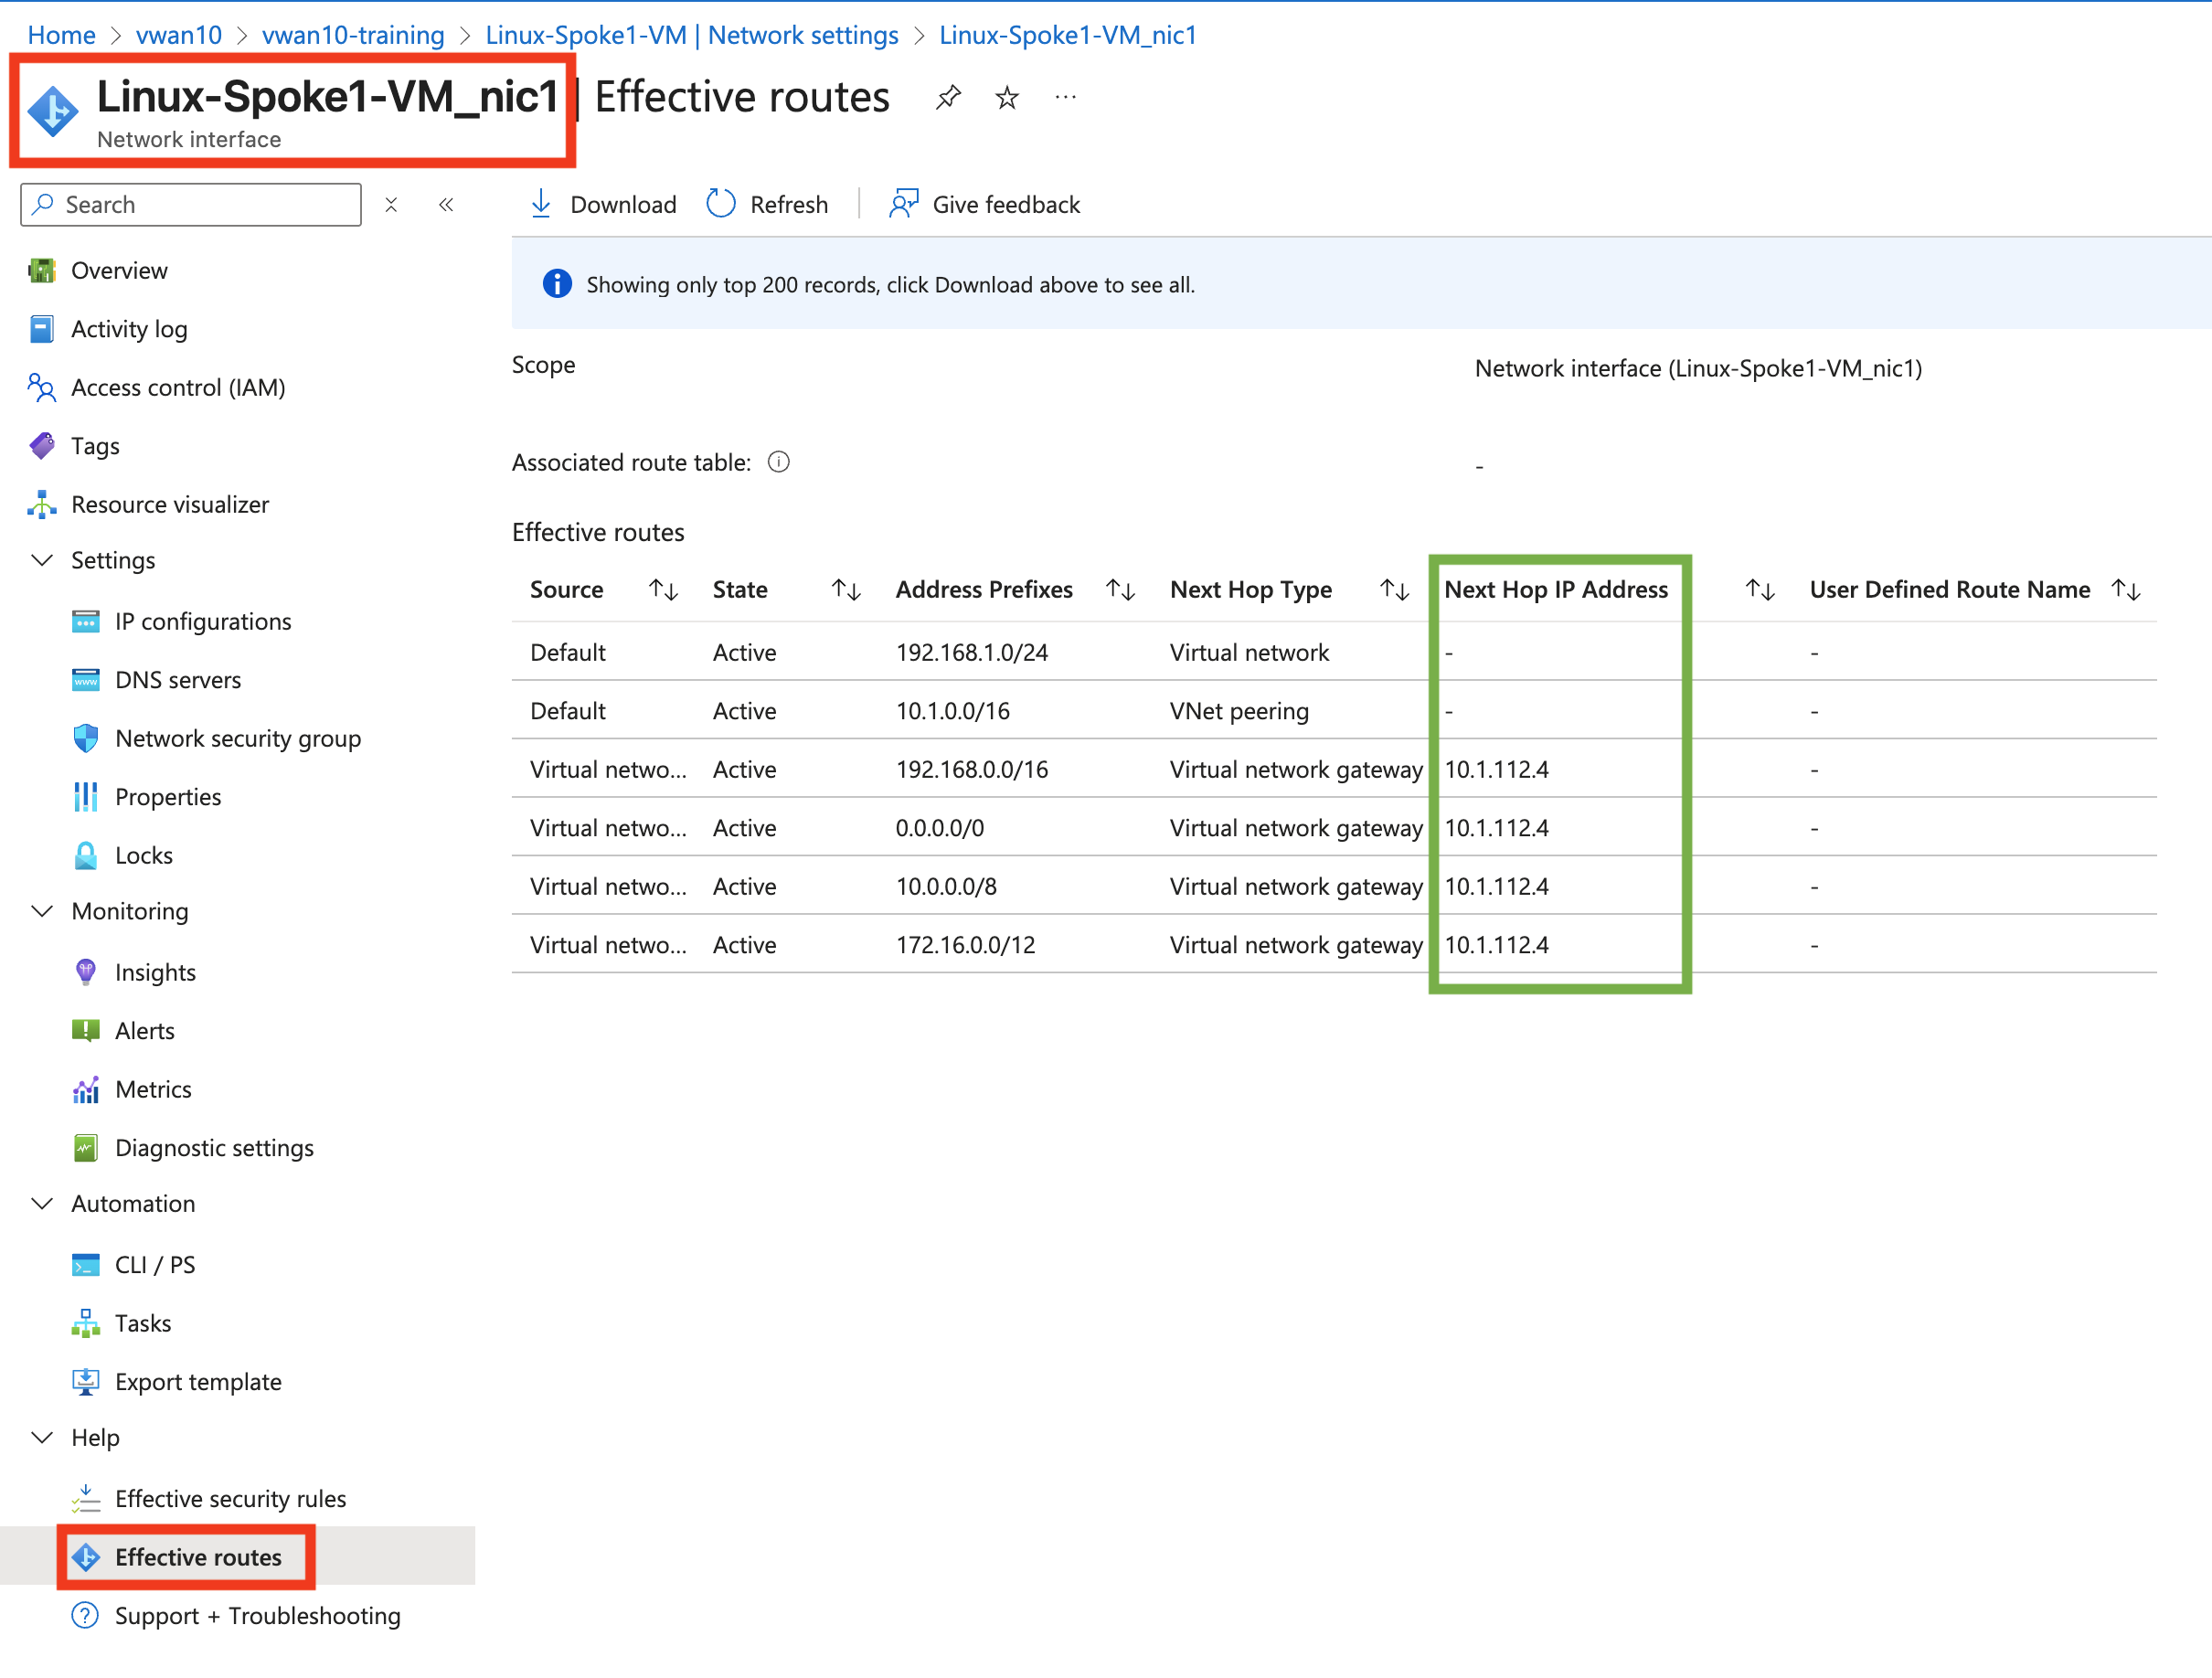 Home > vwan10 > vwan10-training > Linux-Spoke1-VM | Network settings > Linux-Spoke1-VM_nic1
Linux-Spoke1-VM_nic1 | Effective routes ...
Network interface
Search
Download Refresh Give feedback
Showing only top 200 records, click Download above to see all.
Overview
Activity log
Access control (IAM)
Tags
Resource visualizer
Settings
IP configurations
DNS servers
Network security group
Properties
Locks
Monitoring
Insights
Alerts
Metrics
Diagnostic settings
Automation
CLI / PS
Tasks
Export template
Help
Effective security rules
Effective routes
Support + Troubleshooting
Scope Network interface (Linux-Spoke1-VM_nic1)
Associated route table: -
Effective routes
Source State Address Prefixes Next Hop Type Next Hop IP Address User Defined Route Name
Default Active 192.168.1.0/24 Virtual network - -
Default Active 10.1.0.0/16 VNet peering - -
Virtual netwo... Active 192.168.0.0/16 Virtual network gateway 10.1.112.4 -
Virtual netwo... Active 0.0.0.0/0 Virtual network gateway 10.1.112.4 -
Virtual netwo... Active 10.0.0.0/8 Virtual network gateway 10.1.112.4 -
Virtual netwo... Active 172.16.0.0/12 Virtual network gateway 10.1.112.4 -